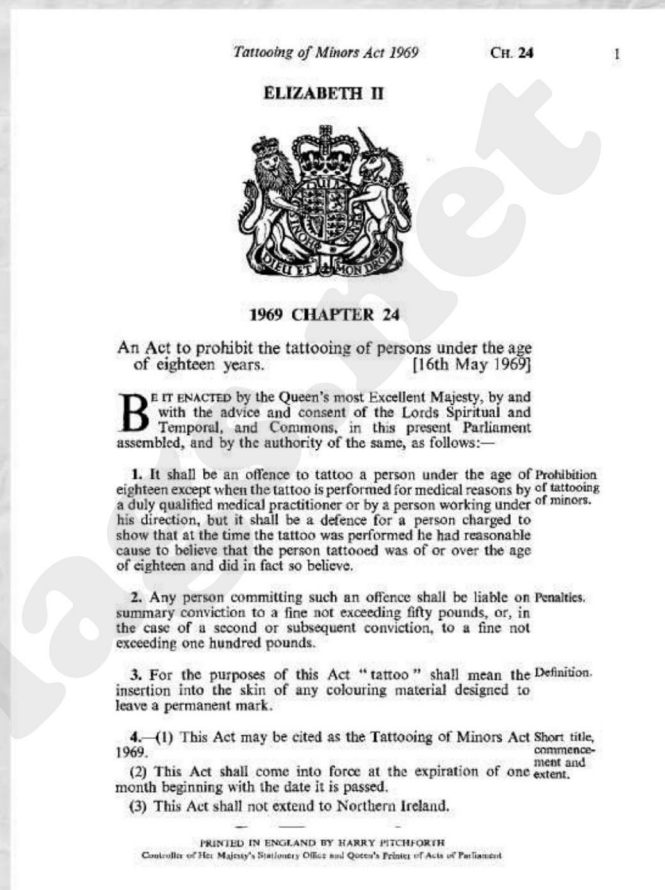 Tattooing of Minors Act 1969 CH. 24 1
ELIZABETH II
DIEU ET MON DROIT
1969 CHAPTER 24
An Act to prohibit the tattooing of persons under the age
of eighteen years. [16th May 1969]
BE IT ENACTED by the Queen's most Excellent Majesty, by and
with the advice and consent of the Lords Spiritual and
Temporal, and Commons, in this present Parliament
assembled, and by the authority of the same, as follows:—
1. It shall be an offence to tattoo a person under the age of Prohibition
eighteen except when the tattoo is performed for medical reasons by of tattooing
a duly qualified medical practitioner or by a person working under of minors.
his direction, but it shall be a defence for a person charged to
show that at the time the tattoo was performed he had reasonable
cause to believe that the person tattooed was of or over the age
of eighteen and did in fact so believe.
2. Any person committing such an offence shall be liable on Penalties.
summary conviction to a fine not exceeding fifty pounds, or, in
the case of a second or subsequent conviction, to a fine not
exceeding one hundred pounds.
3. For the purposes of this Act "tattoo" shall mean the Definition.
insertion into the skin of any colouring material designed to
leave a permanent mark.
4.—(1) This Act may be cited as the Tattooing of Minors Act Short title,
1969. commence-
ment and
(2) This Act shall come into force at the expiration of one extent.
month beginning with the date it is passed.
(3) This Act shall not extend to Northern Ireland.
PRINTED IN ENGLAND BY HARRY PITCHFORTH
Controller of Her Majesty's Stationery Office and Queen's Printer of Acts of Parliament